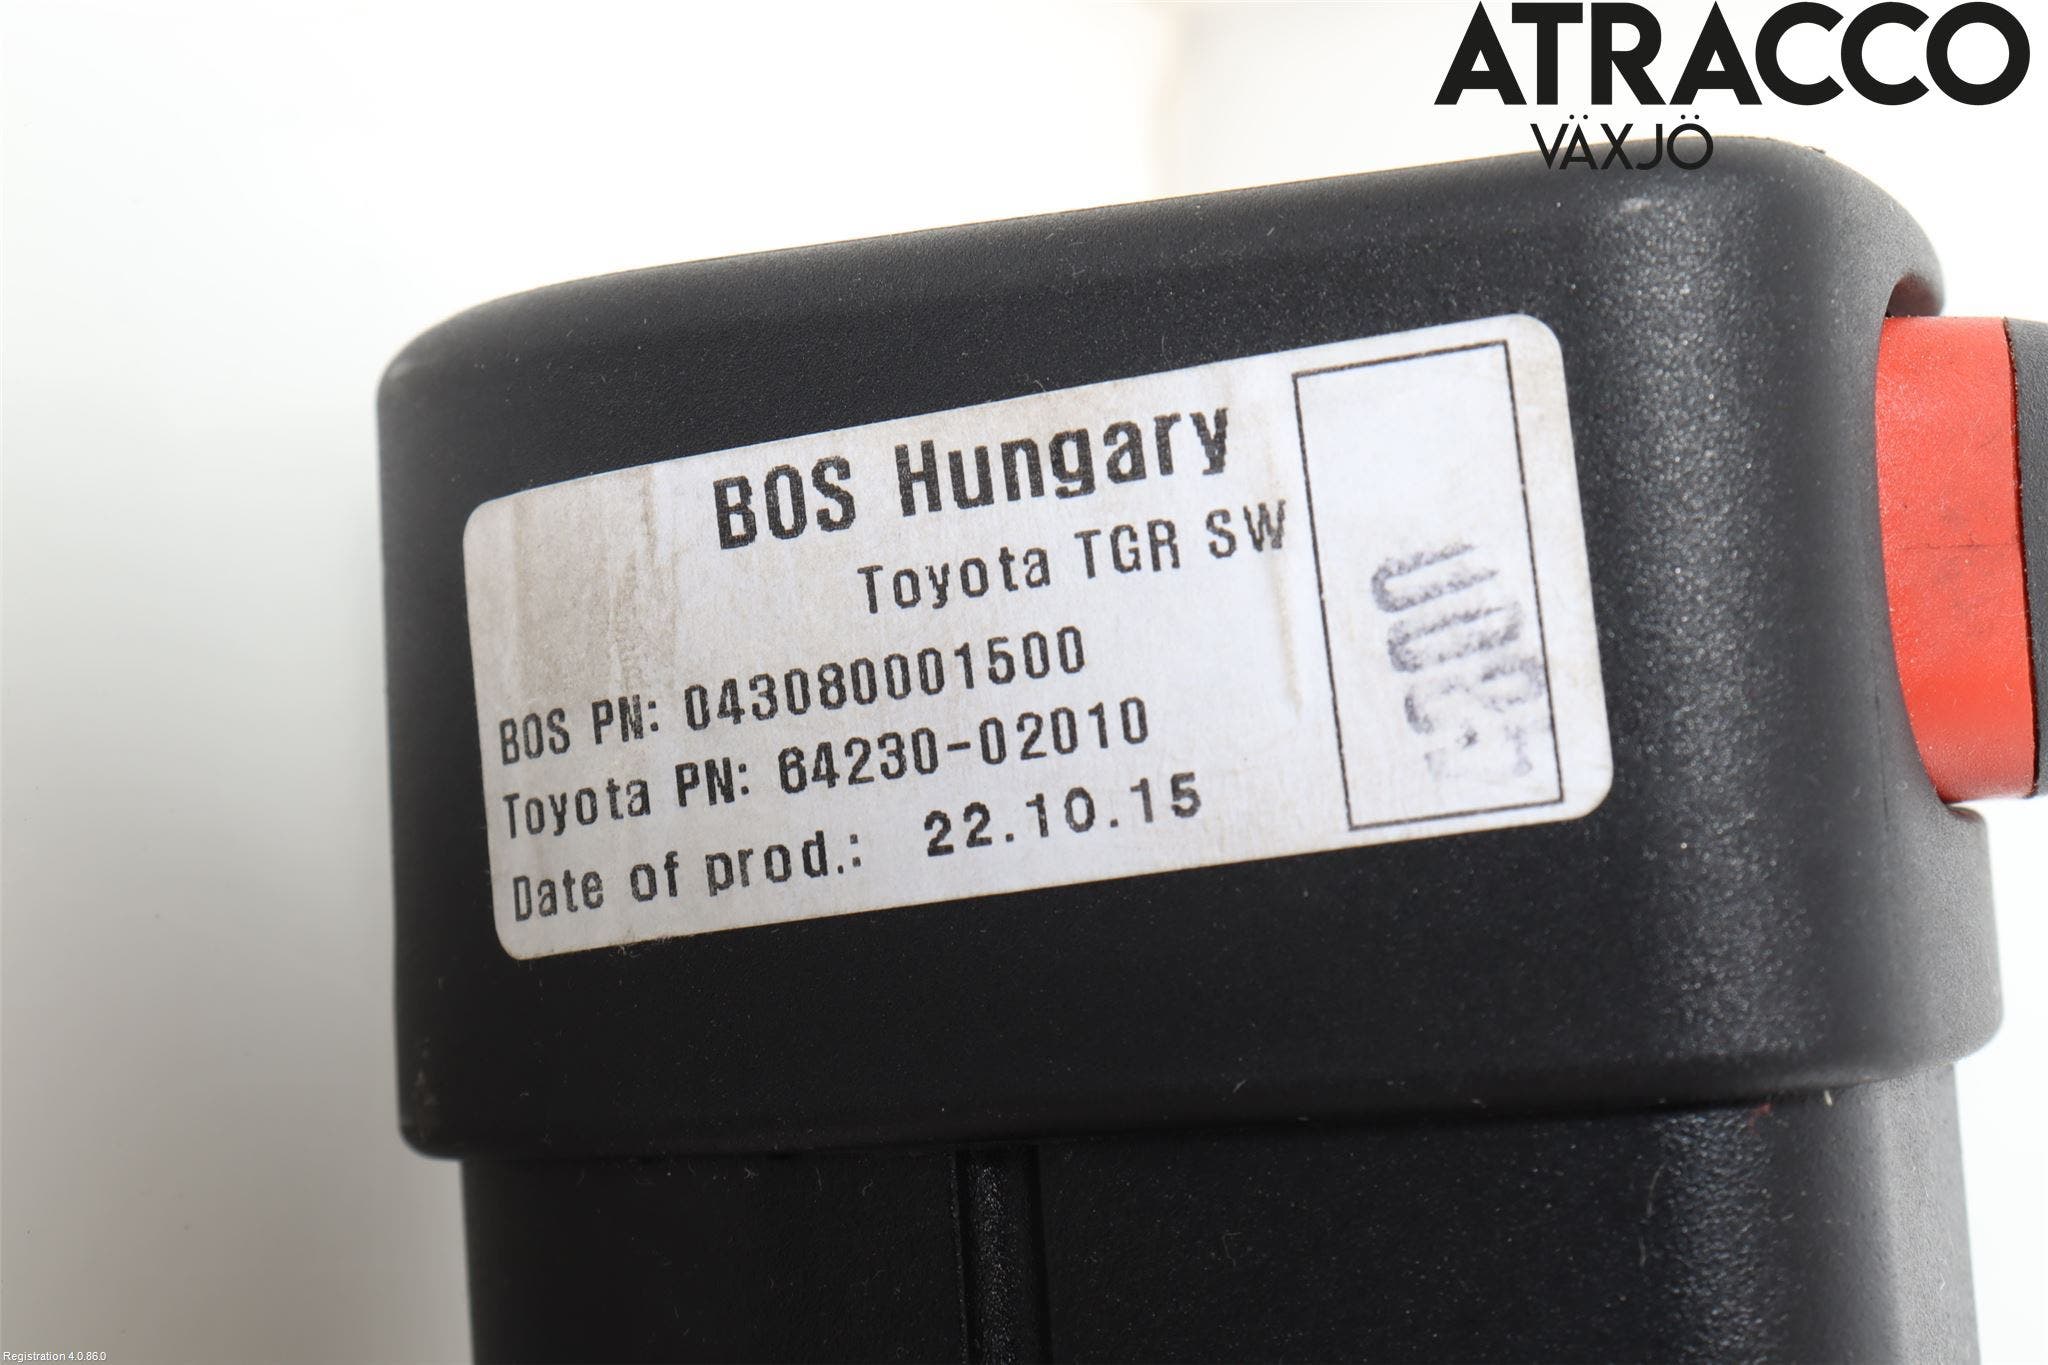 ATRACCO
VÄXJÖ
BOS Hungary
Toyota TGR SW
BOS PN: 043080001500
Toyota PN: 64230-02010
Date of prod.: 22.10.15
Registration 4.0.86.0